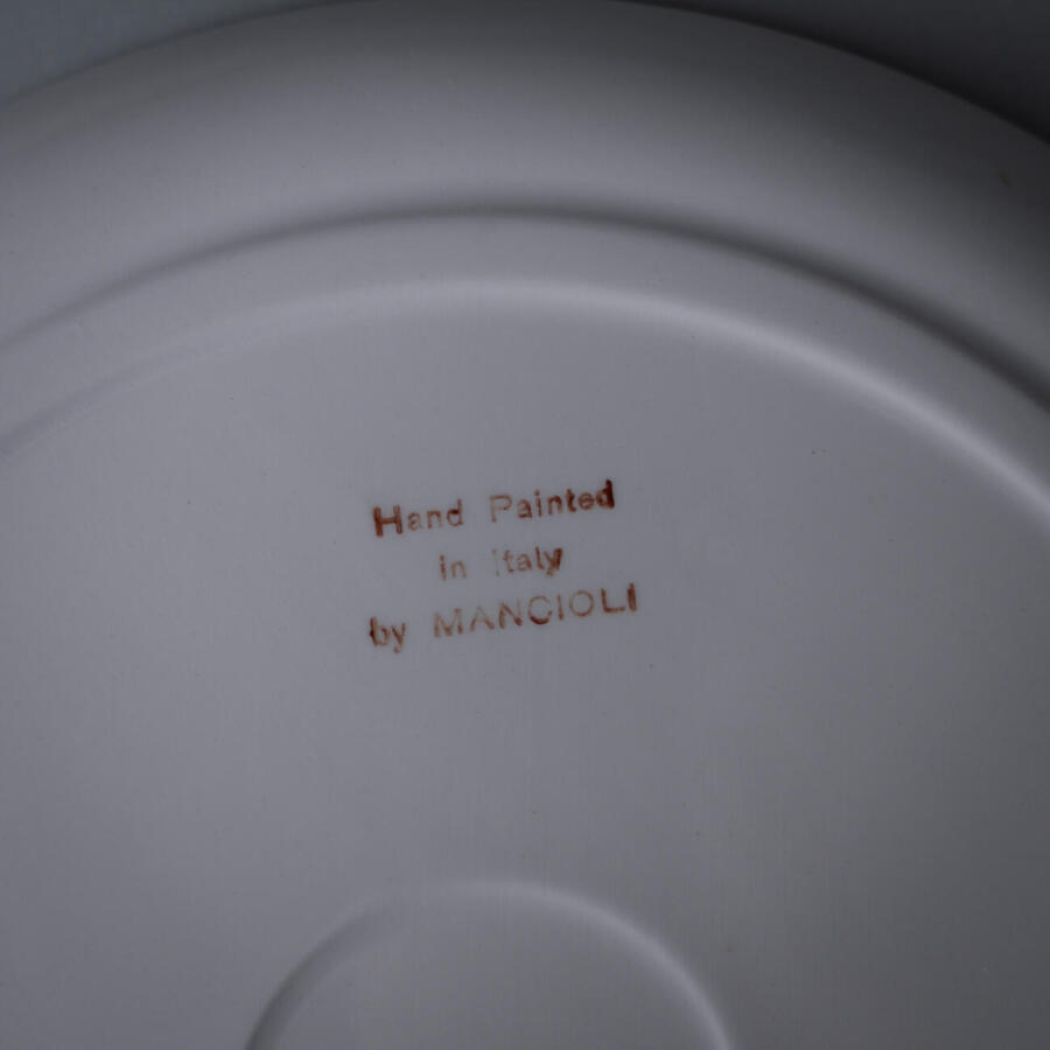 Hand Painted
in Italy
by MANCIOLI